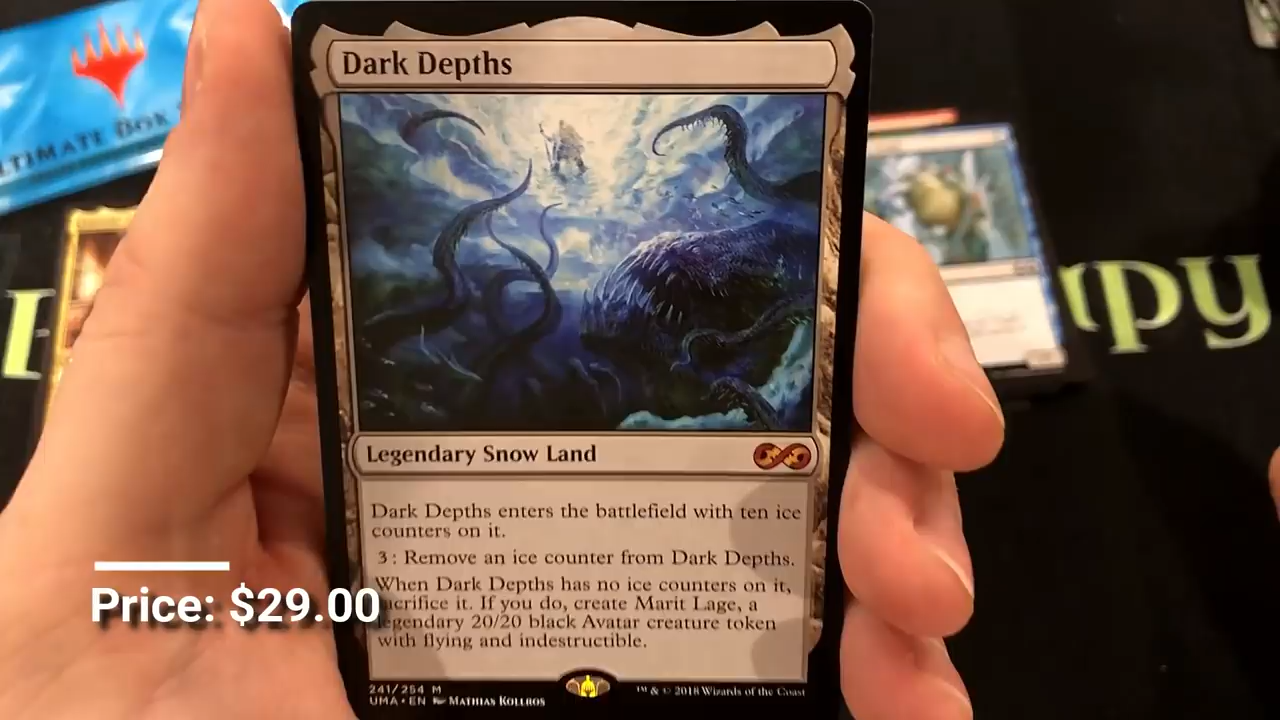 Dark Depths
Legendary Snow Land
Dark Depths enters the battlefield with ten ice
counters on it.
3: Remove an ice counter from Dark Depths.
When Dark Depths has no ice counters on it,
sacrifice it. If you do, create Marit Lage, a
legendary 20/20 black Avatar creature token
with flying and indestructible.
241/254 M
UMA • EN Mathias Kollros
™ & © 2018 Wizards of the Coast
Price: $29.00
ULTIMATE BOX